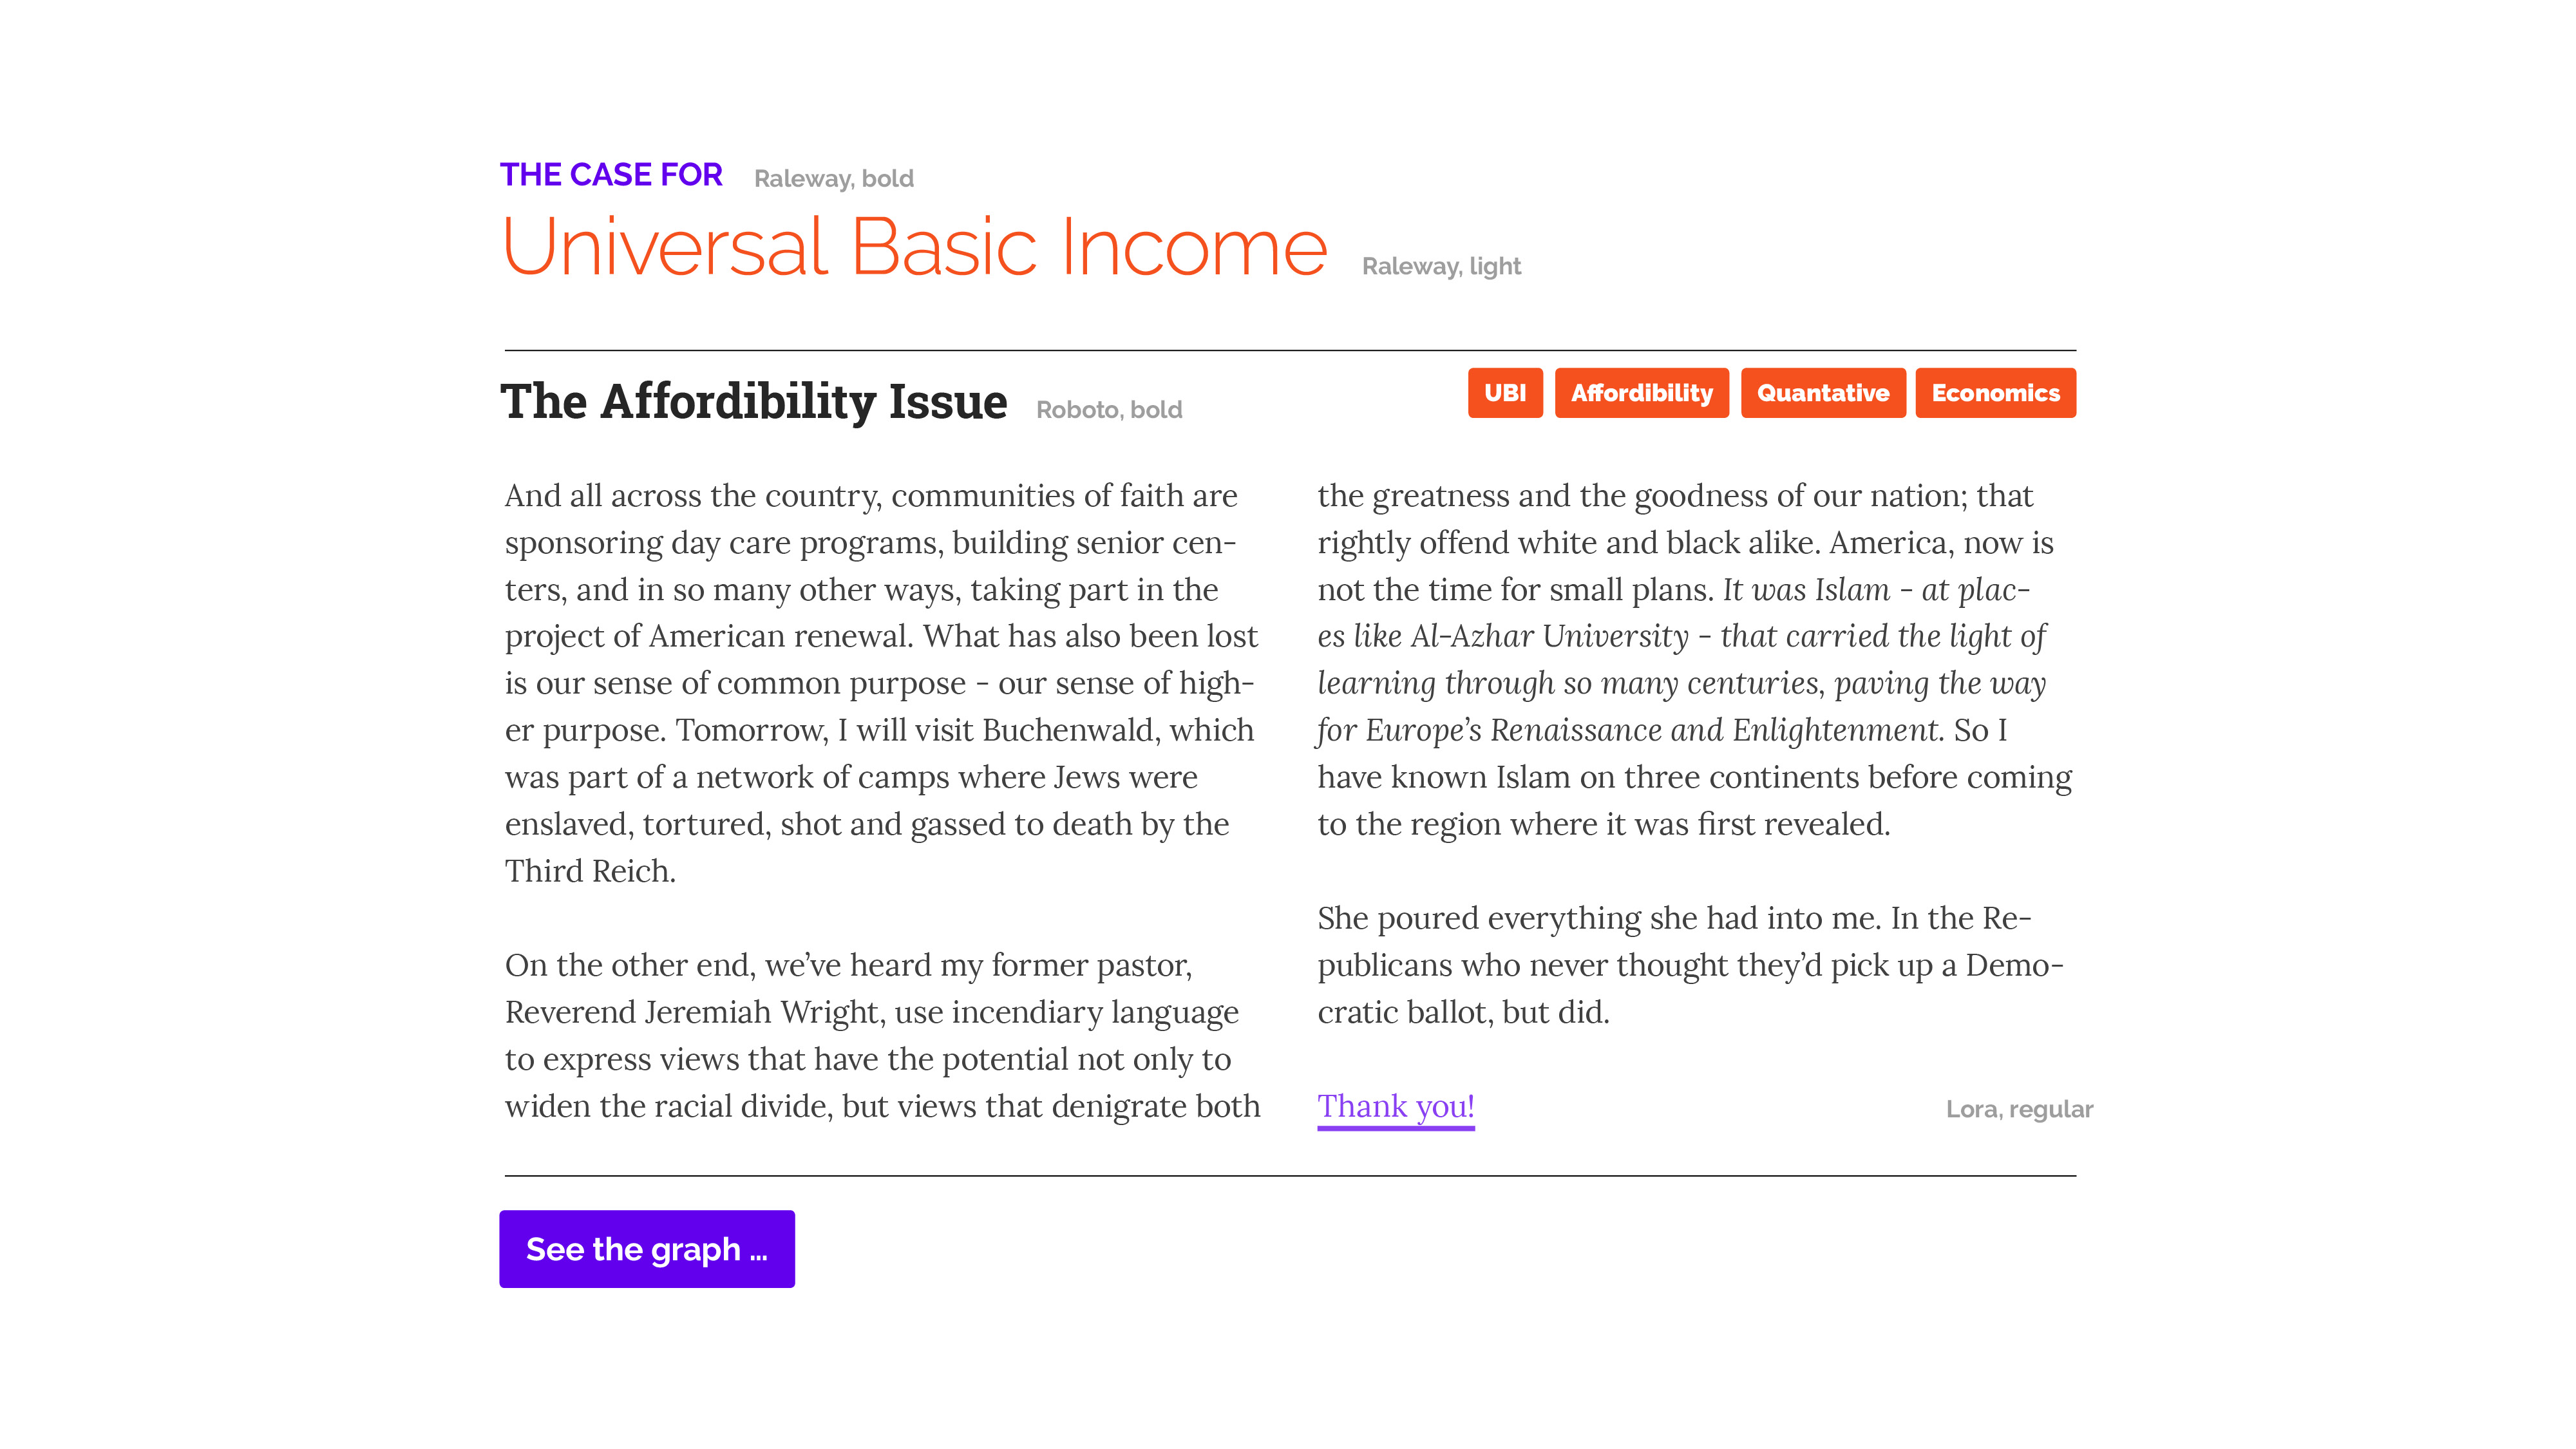 THE CASE FOR Raleway, bold
Universal Basic Income Raleway, light
The Affordibility Issue Roboto, bold
UBI Affordibility Quantative Economics
And all across the country, communities of faith are
sponsoring day care programs, building senior cen-
ters, and in so many other ways, taking part in the
project of American renewal. What has also been lost
is our sense of common purpose - our sense of high-
er purpose. Tomorrow, I will visit Buchenwald, which
was part of a network of camps where Jews were
enslaved, tortured, shot and gassed to death by the
Third Reich.
On the other end, we’ve heard my former pastor,
Reverend Jeremiah Wright, use incendiary language
to express views that have the potential not only to
widen the racial divide, but views that denigrate both
the greatness and the goodness of our nation; that
rightly offend white and black alike. America, now is
not the time for small plans. It was Islam - at plac-
es like Al-Azhar University - that carried the light of
learning through so many centuries, paving the way
for Europe’s Renaissance and Enlightenment. So I
have known Islam on three continents before coming
to the region where it was first revealed.
She poured everything she had into me. In the Re-
publicans who never thought they’d pick up a Demo-
cratic ballot, but did.
Thank you!
Lora, regular
See the graph ...